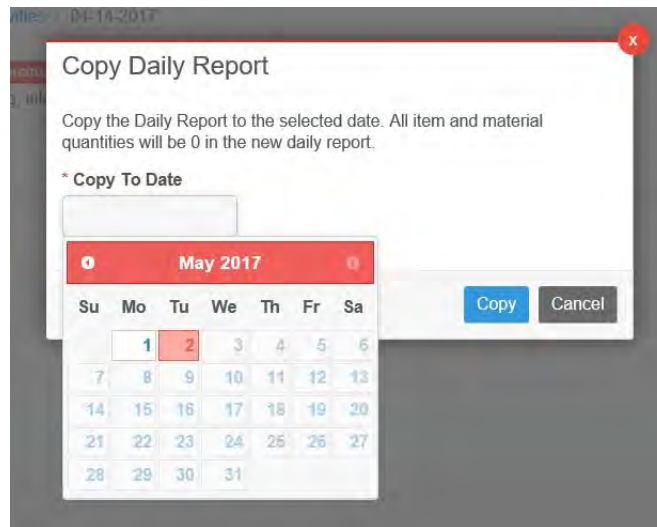 04-14-2017
x
Copy Daily Report
Copy the Daily Report to the selected date. All item and material
quantities will be 0 in the new daily report.
* Copy To Date
May 2017
Su Mo Tu We Th Fr Sa
1 2 3 4 5 6
7 8 9 10 11 12 13
14 15 16 17 18 19 20
21 22 23 24 25 26 27
28 29 30 31
Copy Cancel